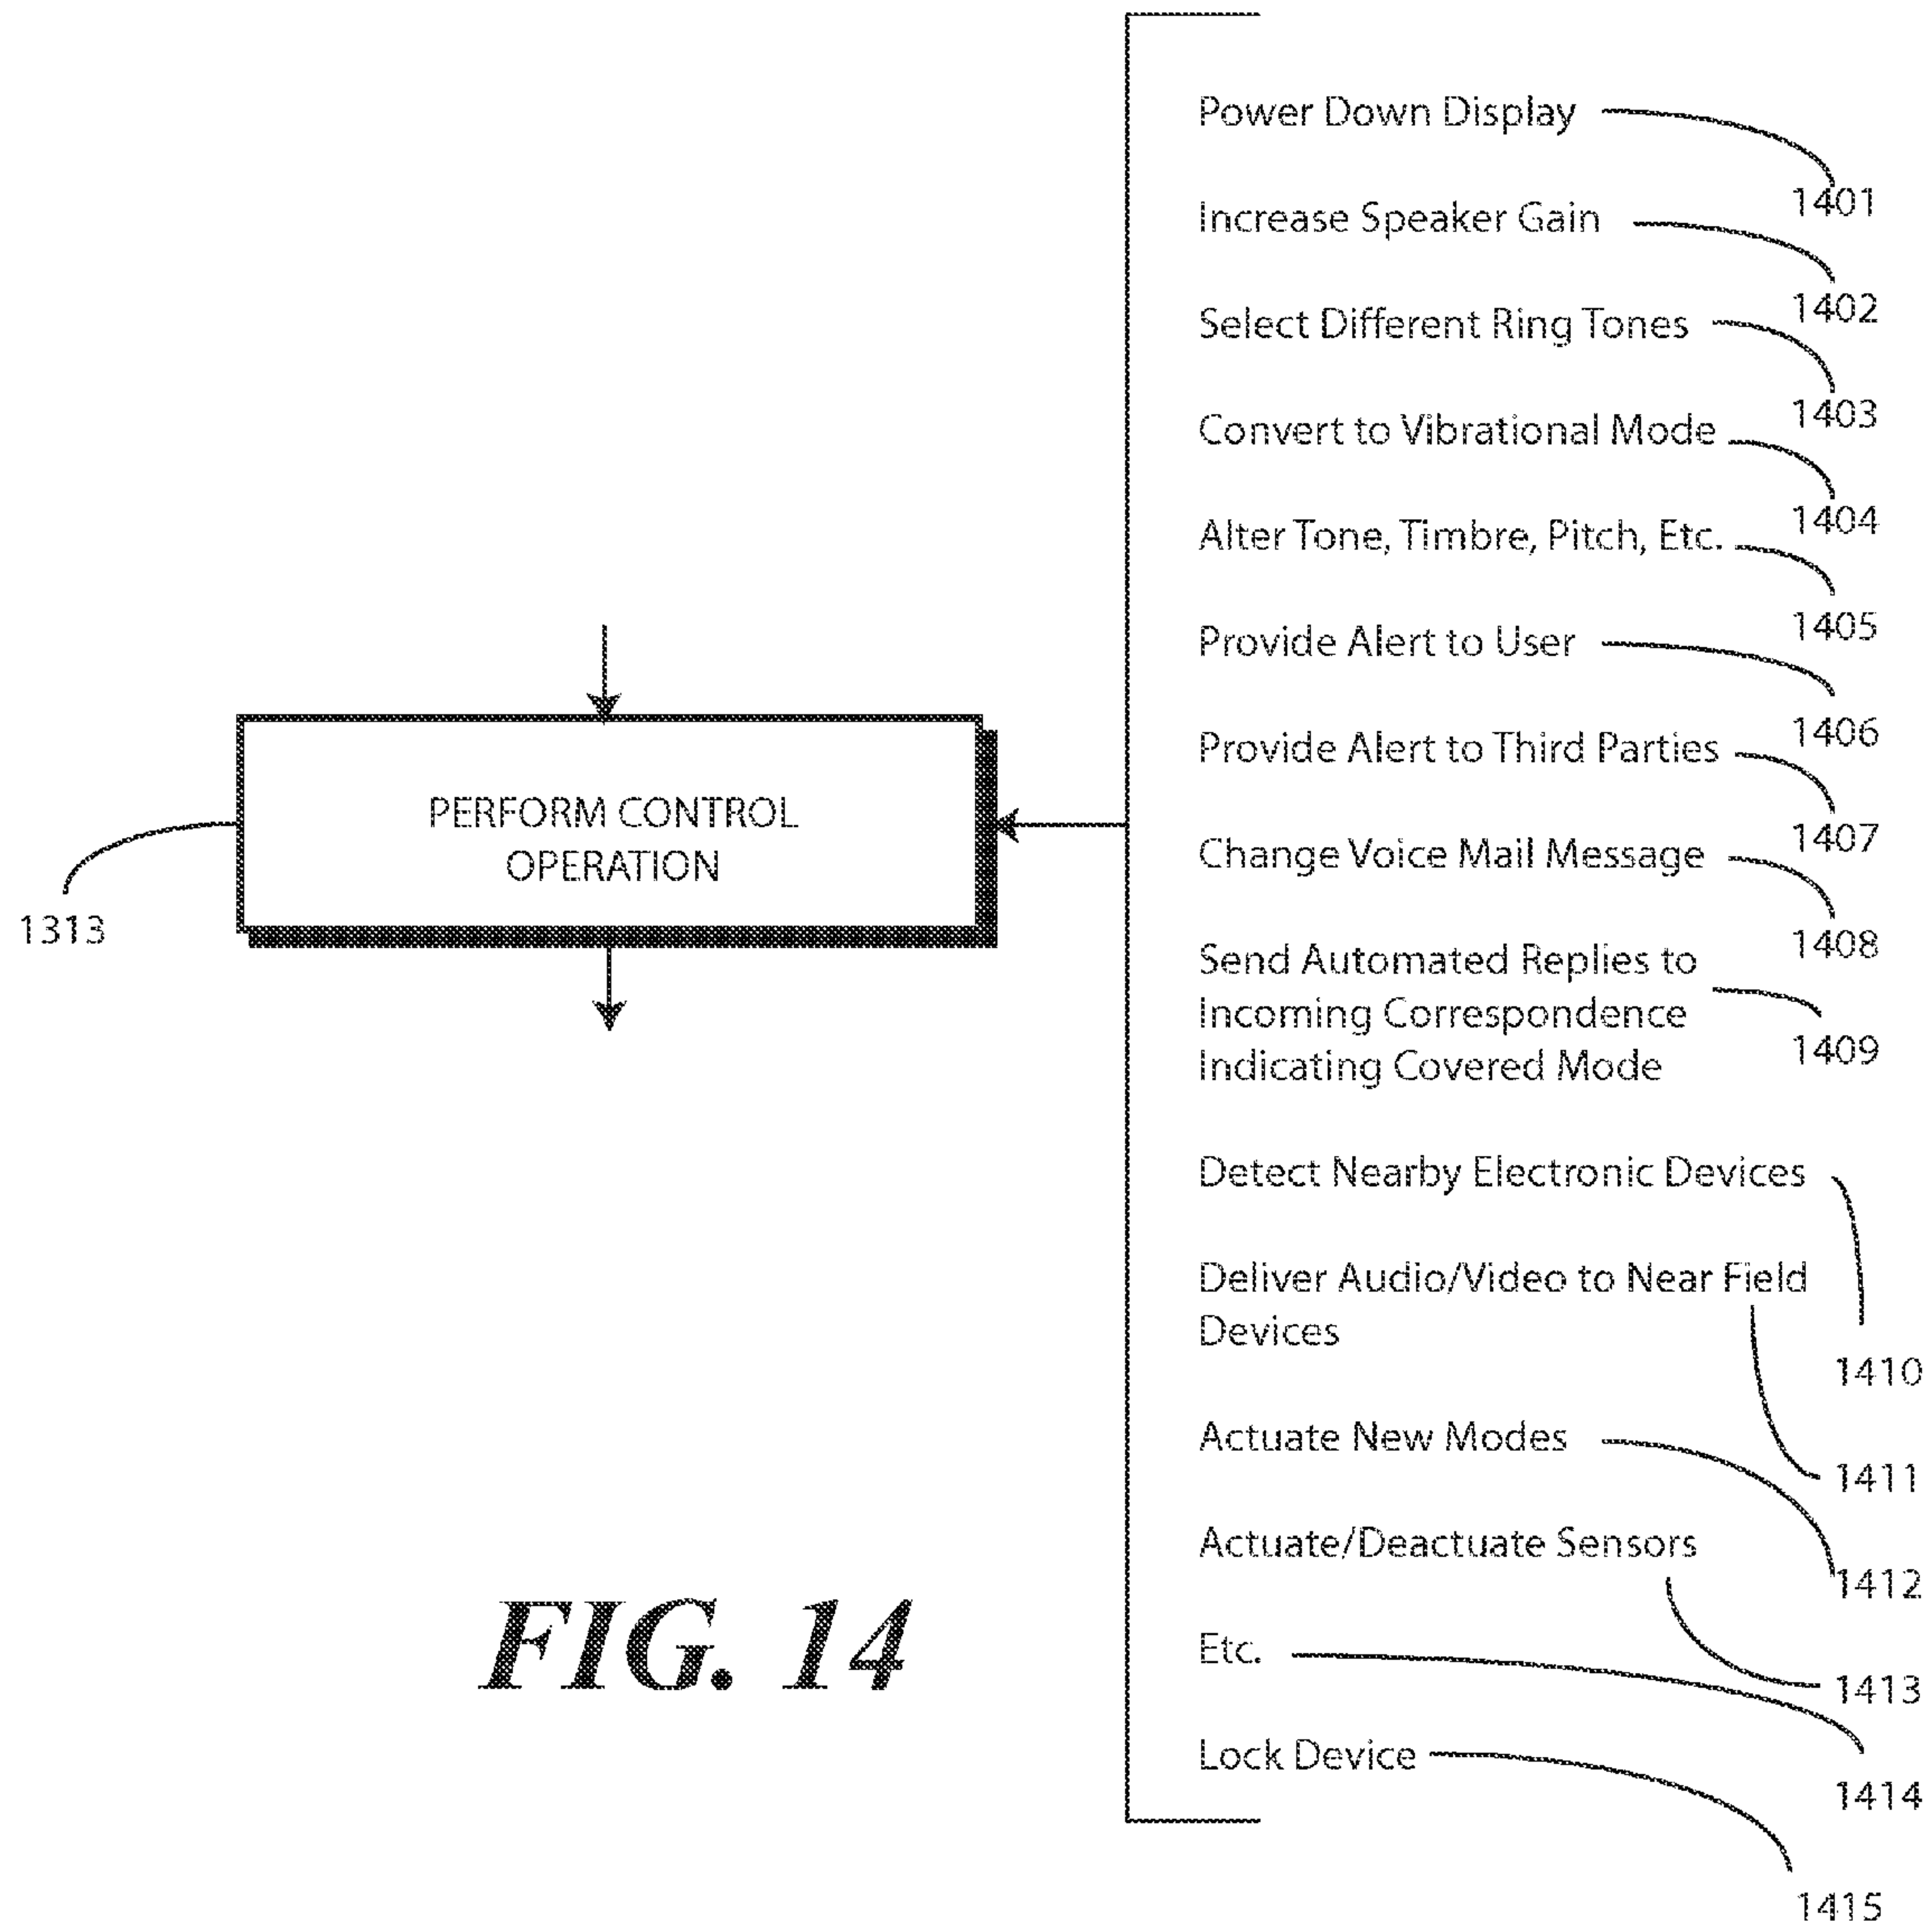 Power Down Display
1401
Increase Speaker Gain
1402
Select Different Ring Tones
1403
Convert to Vibrational Mode
1404
Alter Tone, Timbre, Pitch, Etc.
1405
Provide Alert to User
1406
Provide Alert to Third Parties
1407
Change Voice Mail Message
1408
Send Automated Replies to
Incoming Correspondence
Indicating Covered Mode
1409
Detect Nearby Electronic Devices
1410
Deliver Audio/Video to Near Field
Devices
1411
Actuate New Modes
1412
Actuate/Deactuate Sensors
1413
Etc.
1414
Lock Device
1415
PERFORM CONTROL
OPERATION
1313
FIG. 14